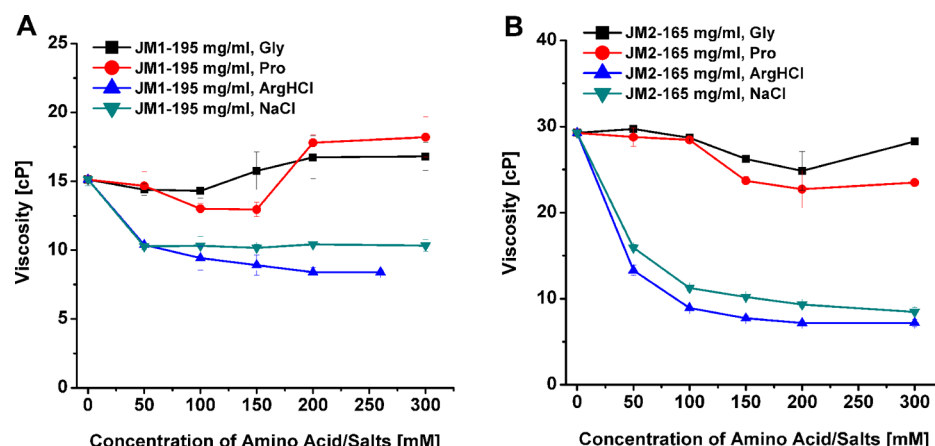 A
JM1-195 mg/ml, Gly
JM1-195 mg/ml, Pro
JM1-195 mg/ml, ArgHCl
JM1-195 mg/ml, NaCl
25
20
15
10
5
0
Viscosity [cP]
0 50 100 150 200 250 300
Concentration of Amino Acid/Salts [mM]
B
JM2-165 mg/ml, Gly
JM2-165 mg/ml, Pro
JM2-165 mg/ml, ArgHCl
JM2-165 mg/ml, NaCl
40
30
20
10
0
Viscosity [cP]
0 50 100 150 200 250 300
Concentration of Amino Acid/Salts [mM]